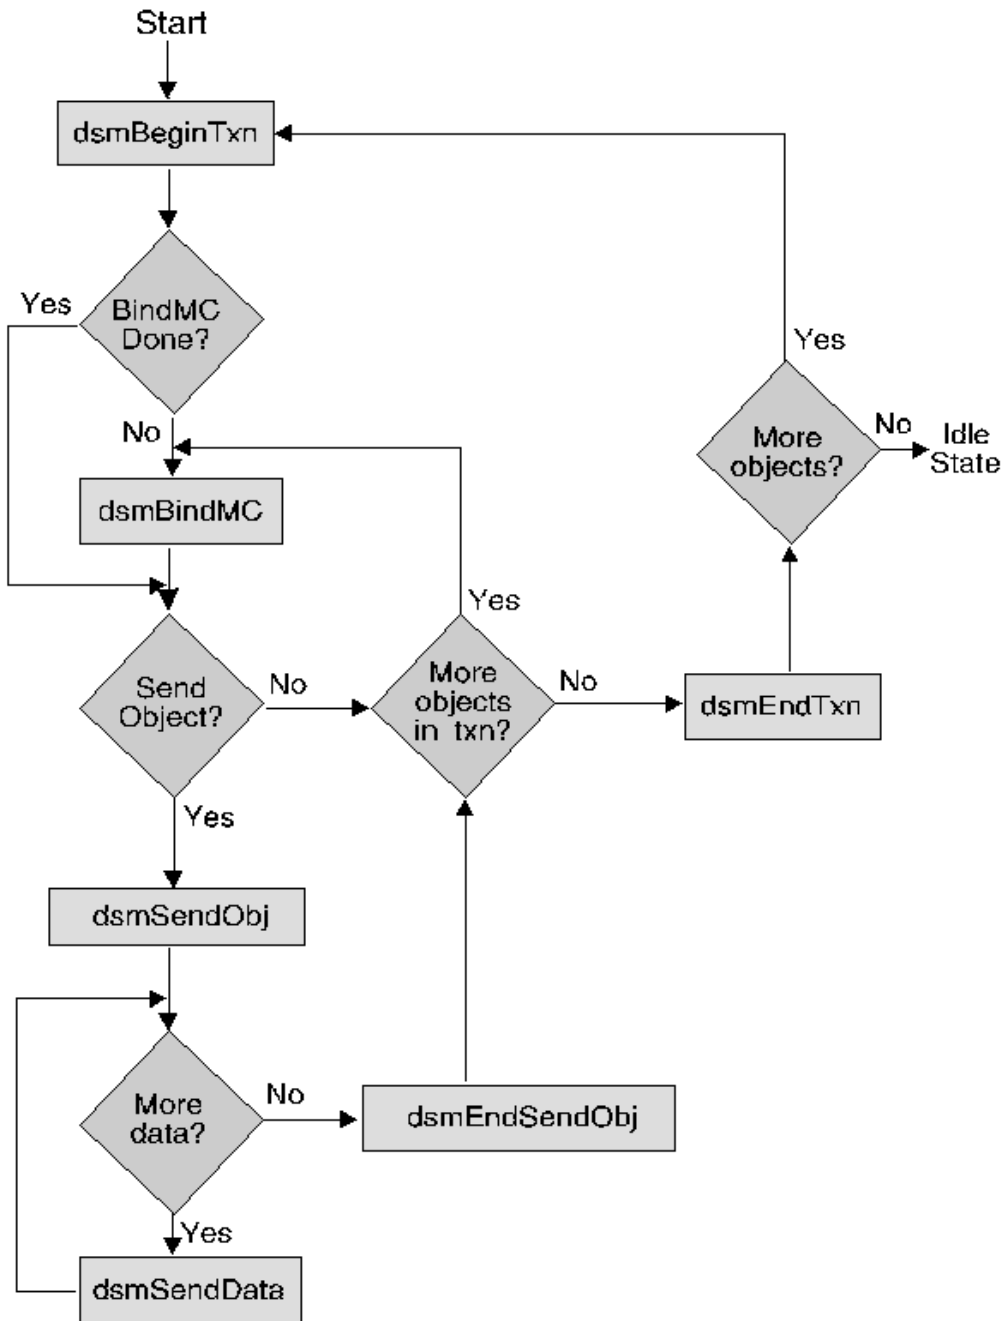 Start
dsmBeginTxn
Yes
BindMC
Done?
No
dsmBindMC
Send
Object?
No
Yes
More
objects
in txn?
No
dsmEndTxn
Yes
More
objects?
No
Idle
State
Yes
dsmSendObj
More
data?
No
dsmEndSendObj
Yes
dsmSendData